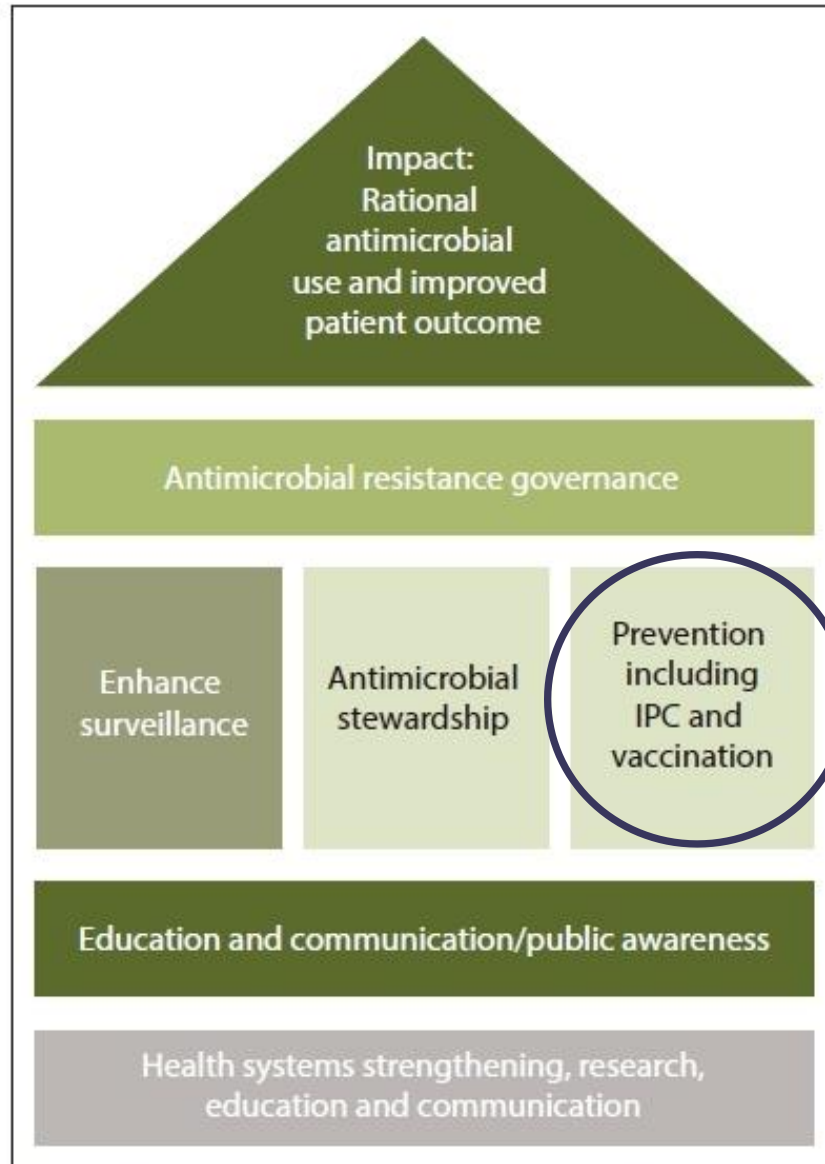 Impact:
Rational
antimicrobial
use and improved
patient outcome
Antimicrobial resistance governance
Enhance
surveillance
Antimicrobial
stewardship
Prevention
including
IPC and
vaccination
Education and communication/public awareness
Health systems strengthening, research,
education and communication